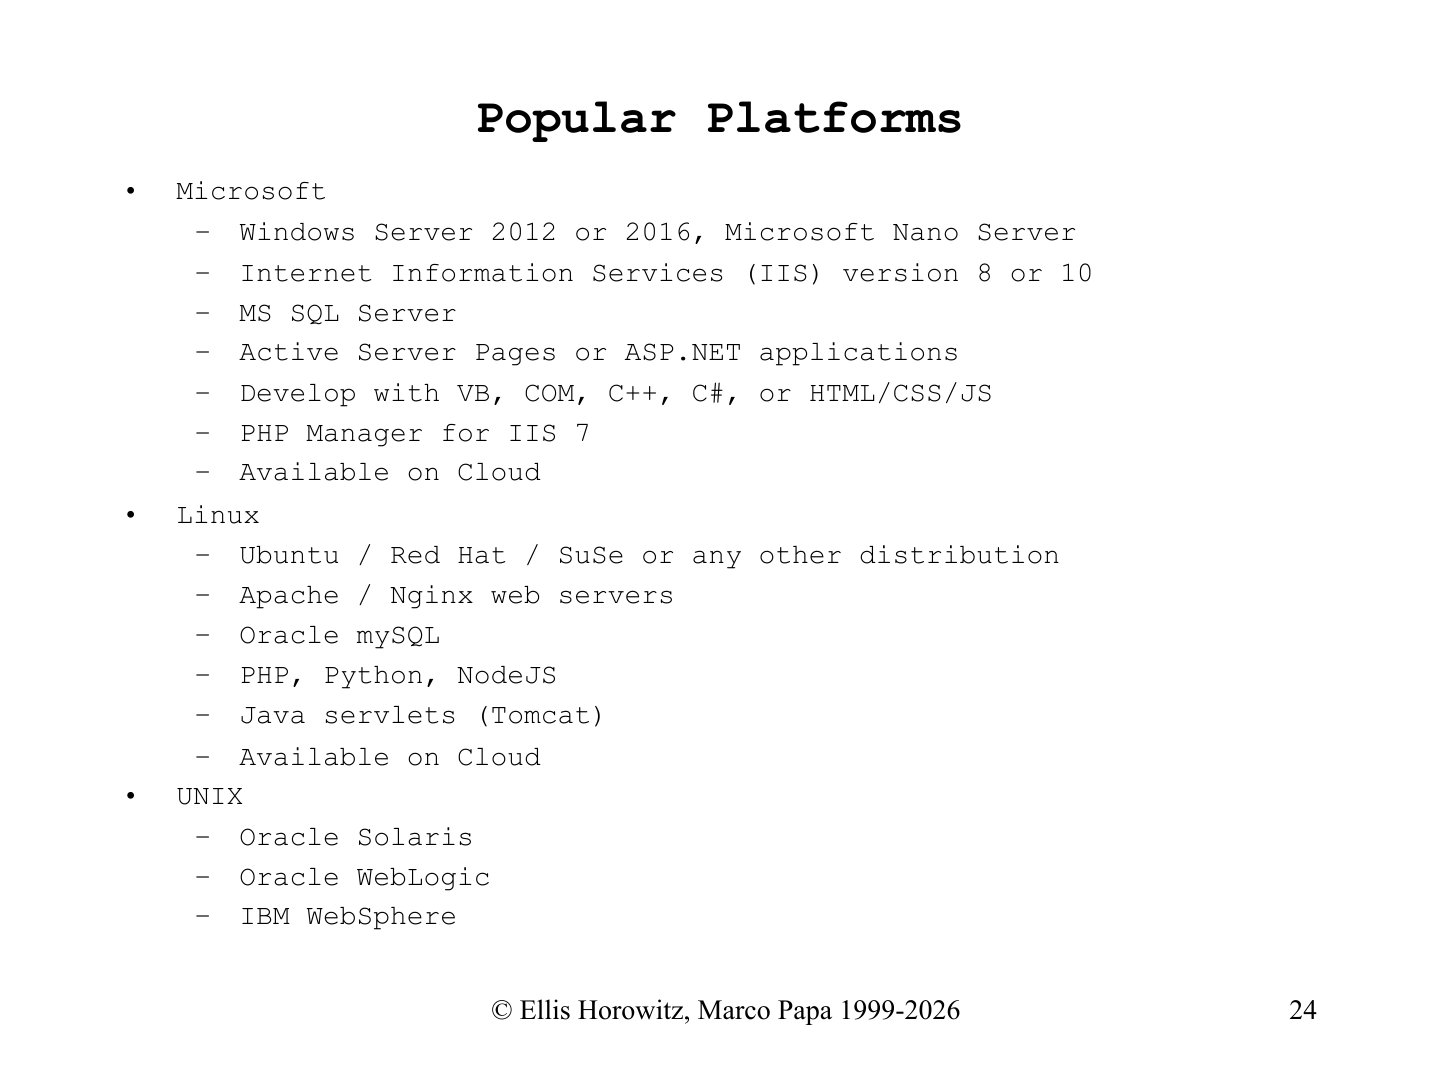 Popular Platforms
• Microsoft
– Windows Server 2012 or 2016, Microsoft Nano Server
– Internet Information Services (IIS) version 8 or 10
– MS SQL Server
– Active Server Pages or ASP.NET applications
– Develop with VB, COM, C++, C#, or HTML/CSS/JS
– PHP Manager for IIS 7
– Available on Cloud
• Linux
– Ubuntu / Red Hat / SuSe or any other distribution
– Apache / Nginx web servers
– Oracle mySQL
– PHP, Python, NodeJS
– Java servlets (Tomcat)
– Available on Cloud
• UNIX
– Oracle Solaris
– Oracle WebLogic
– IBM WebSphere
© Ellis Horowitz, Marco Papa 1999-2026
24